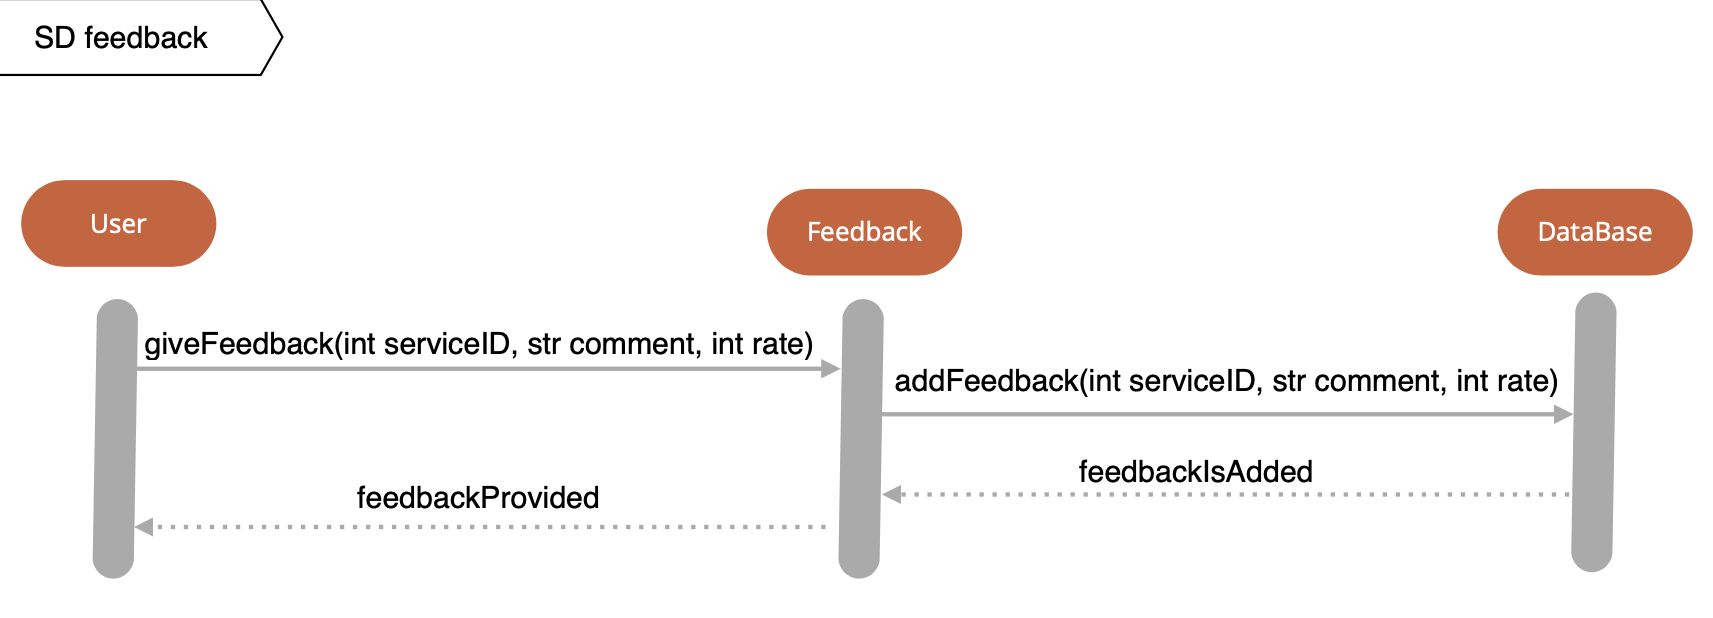 SD feedback
User
Feedback
DataBase
giveFeedback(int serviceID, str comment, int rate)
addFeedback(int serviceID, str comment, int rate)
feedbackIsAdded
feedbackProvided